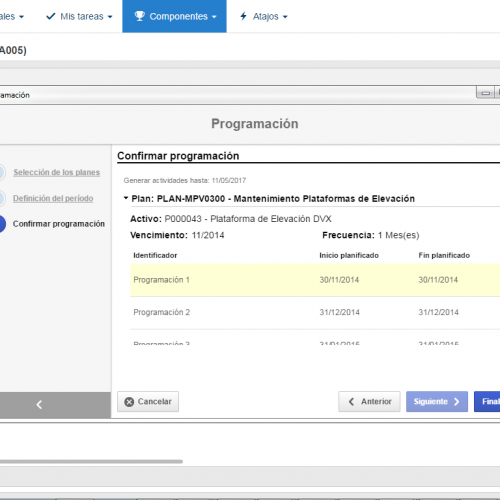 ales Mis tareas Componentes Atajos
A005)
amación
Programación
Selección de los planes
Definición del período
Confirmar programación
Confirmar programación
Generar actividades hasta: 11/05/2017
Plan: PLAN-MPV0300 - Mantenimiento Plataformas de Elevación
Activo: P000043 - Plataforma de Elevación DVX
Vencimiento: 11/2014 Frecuencia: 1 Mes(es)
Identificador Inicio planificado Fin planificado
Programación 1 30/11/2014 30/11/2014
Programación 2 31/12/2014 31/12/2014
Programación 3 31/01/2015 31/01/2015
Cancelar Anterior Siguiente Final